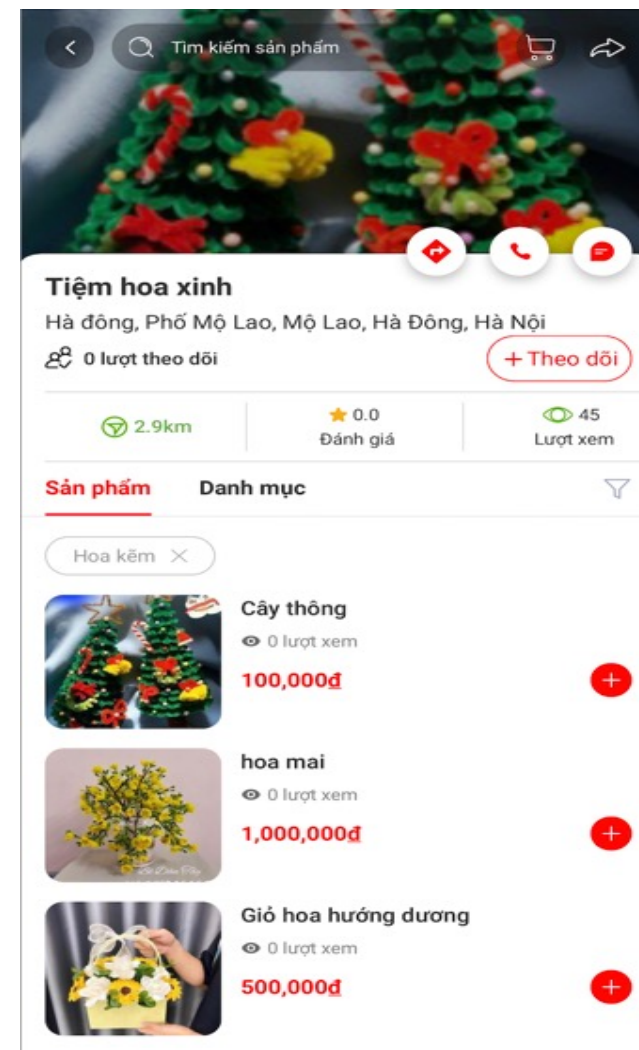 Tìm kiếm sản phẩm
Tiệm hoa xinh
Hà đông, Phố Mộ Lao, Mộ Lao, Hà Đông, Hà Nội
0 lượt theo dõi
+ Theo dõi
2.9km
0.0
Đánh giá
45
Lượt xem
Sản phẩm
Danh mục
Hoa kẽm
Cây thông
0 lượt xem
100,000₫
hoa mai
0 lượt xem
1,000,000₫
Giỏ hoa hướng dương
0 lượt xem
500,000₫